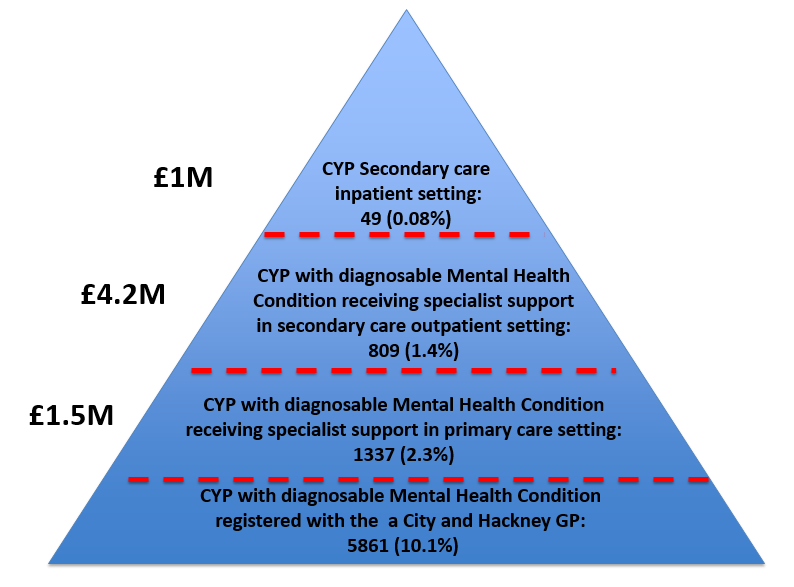 £1M
CYP Secondary care
inpatient setting:
49 (0.08%)
£4.2M
CYP with diagnosable Mental Health
Condition receiving specialist support
in secondary care outpatient setting:
809 (1.4%)
£1.5M
CYP with diagnosable Mental Health Condition
receiving specialist support in primary care setting:
1337 (2.3%)
CYP with diagnosable Mental Health Condition
registered with the  a City and Hackney GP:
5861 (10.1%)